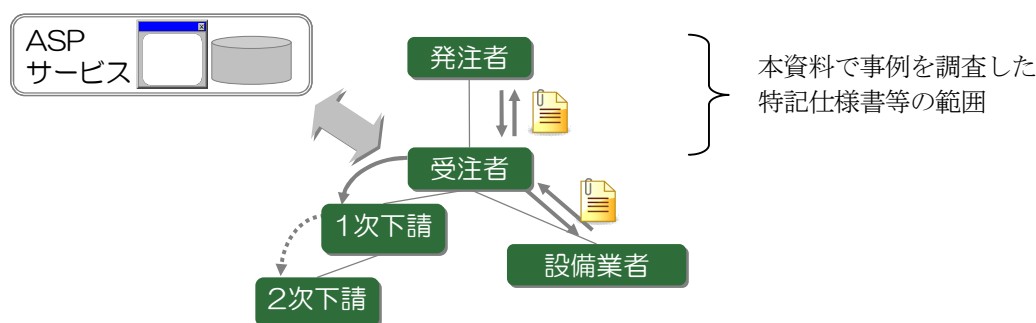 ASP
サービス
発注者
本資料で事例を調査した
特記仕様書等の範囲
受注者
1次下請
設備業者
2次下請